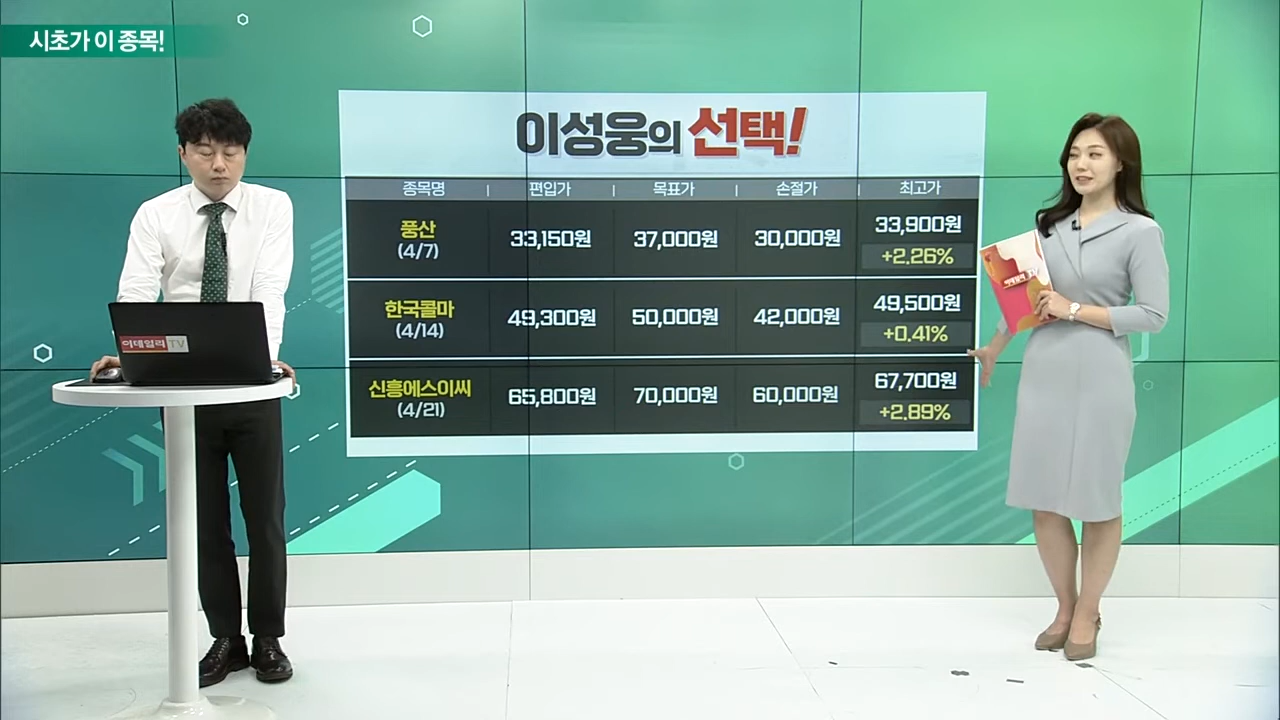 시초가 이 종목!
이성웅의 선택!
종목명 | 편입가 | 목표가 | 손절가 | 최고가
풍산 (4/7) 33,150원 37,000원 30,000원 33,900원 +2.26%
한국콜마 (4/14) 49,300원 50,000원 42,000원 49,500원 +0.41%
신흥에스이씨 (4/21) 65,800원 70,000원 60,000원 67,700원 +2.89%
이데일리 TV
이데일리 TV